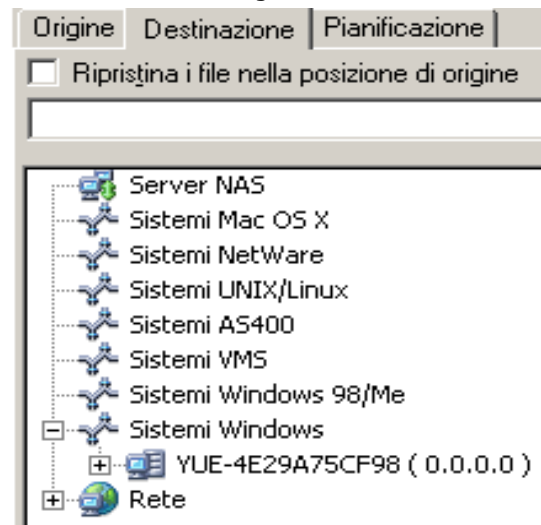 Origine Destinazione Pianificazione
Ripristina i file nella posizione di origine
Server NAS
Sistemi Mac OS X
Sistemi NetWare
Sistemi UNIX/Linux
Sistemi AS400
Sistemi VMS
Sistemi Windows 98/Me
Sistemi Windows
YUE-4E29A75CF98 ( 0.0.0.0 )
Rete